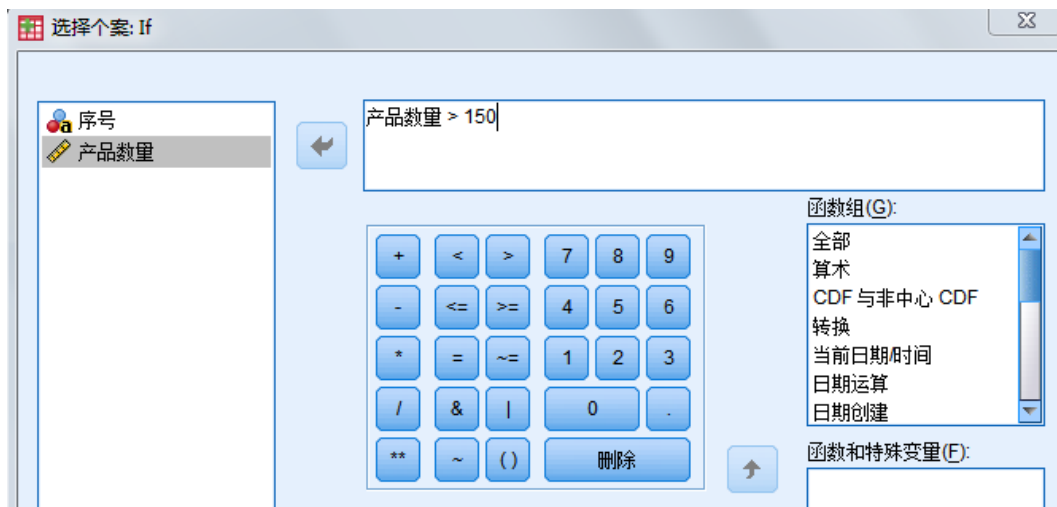 选择个案: If
序号
产品数量
产品数量 > 150
+ < > 7 8 9
- <= >= 4 5 6
* = ~= 1 2 3
/ & | 0 .
** ~ () 删除
函数组(G):
全部
算术
CDF 与非中心 CDF
转换
当前日期/时间
日期运算
日期创建
函数和特殊变量(F):